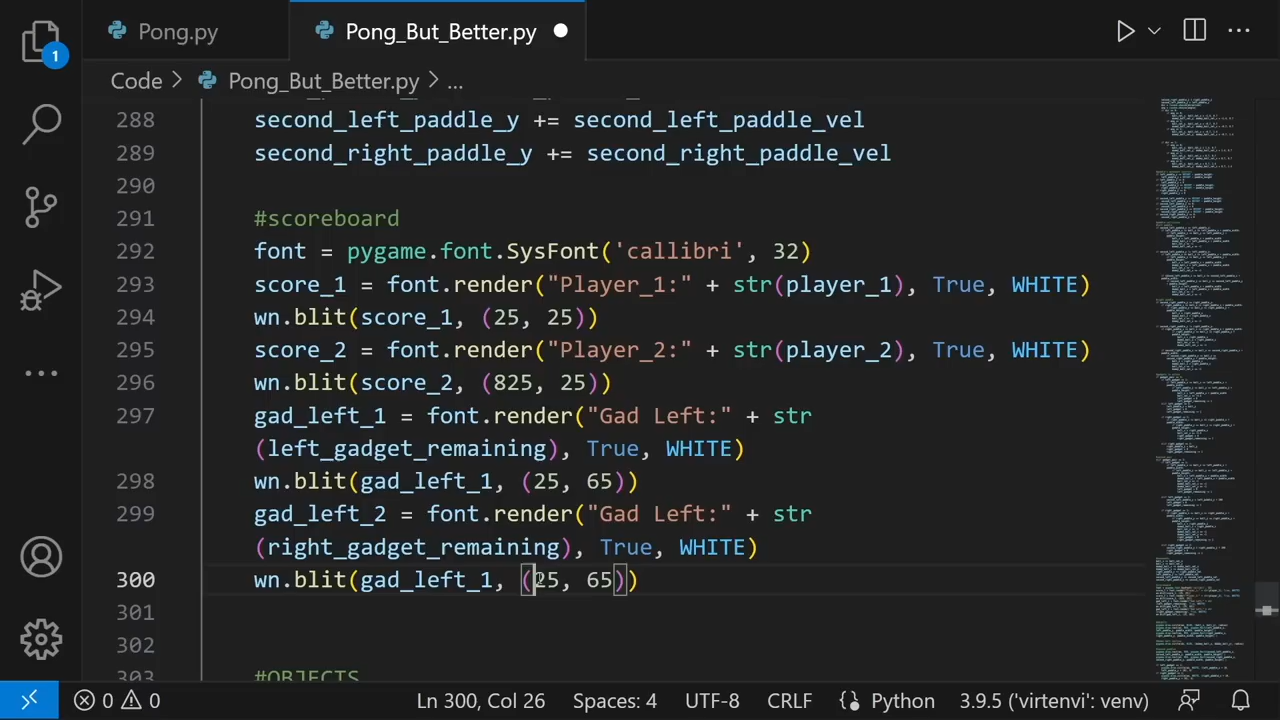 Pong.py
Pong_But_Better.py
1
Code > Pong_But_Better.py > ...
288 second_left_paddle_y += second_left_paddle_vel
289 second_right_paddle_y += second_right_paddle_vel
290
291 #scoreboard
292 font = pygame.font.SysFont('callibri', 32)
293 score_1 = font.render("Player_1:" + str(player_1), True, WHITE)
294 wn.blit(score_1, (25, 25))
295 score_2 = font.render("Player_2:" + str(player_2), True, WHITE)
296 wn.blit(score_2, (825, 25))
297 gad_left_1 = font.render("Gad Left:" + str
(left_gadget_remaining), True, WHITE)
298 wn.blit(gad_left_1, (25, 65))
299 gad_left_2 = font.render("Gad Left:" + str
(right_gadget_remaining), True, WHITE)
300 wn.blit(gad_left_1, (25, 65))
301
302
303 #OBJECTS
0 0 Ln 300, Col 26 Spaces: 4 UTF-8 CRLF {} Python 3.9.5 ('virtenvi': venv)